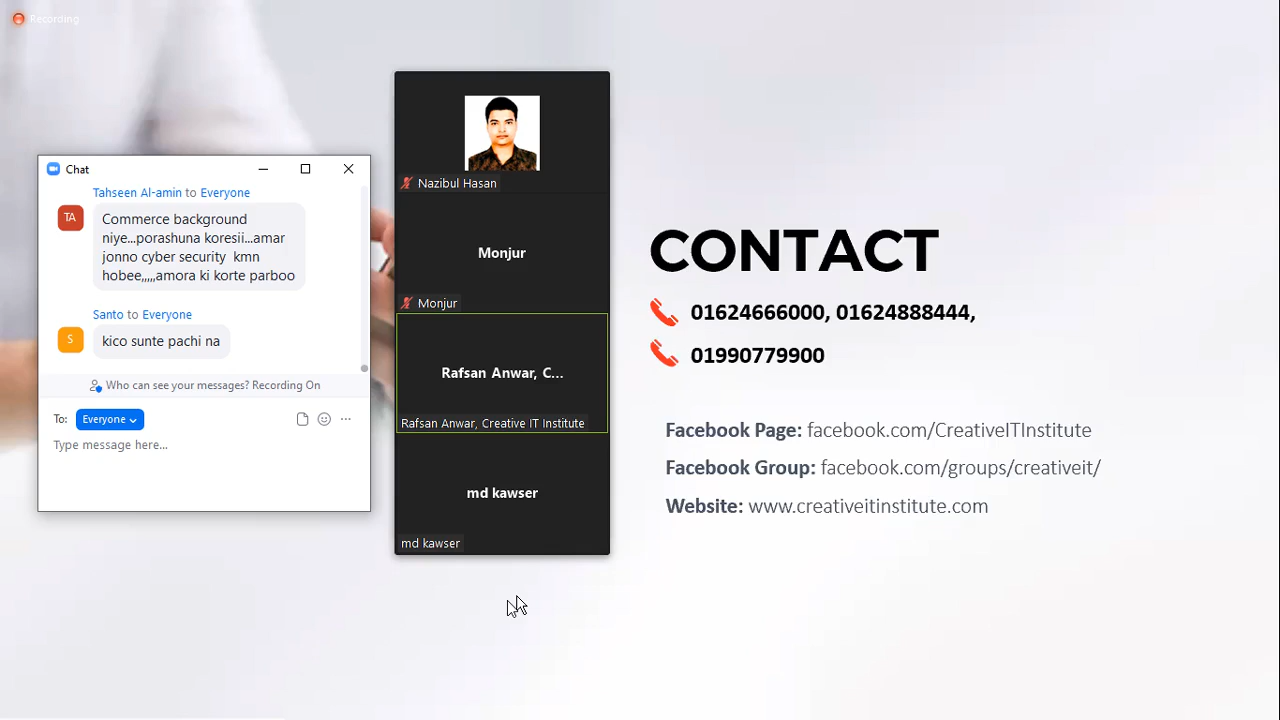 Recording
Chat
Tahseen Al-amin to Everyone
TA
Commerce background
niye...porashuna koresii...amar
jonno cyber security kmn
hobee,,,,,amora ki korte parboo
Santo to Everyone
S
kico sunte pachi na
Who can see your messages? Recording On
To: Everyone
Type message here...
Nazibul Hasan
Monjur
Monjur
Rafsan Anwar, C...
Rafsan Anwar, Creative IT Institute
md kawser
md kawser
CONTACT
01624666000, 01624888444,
01990779900
Facebook Page: facebook.com/CreativeITInstitute
Facebook Group: facebook.com/groups/creativeit/
Website: www.creativeitinstitute.com